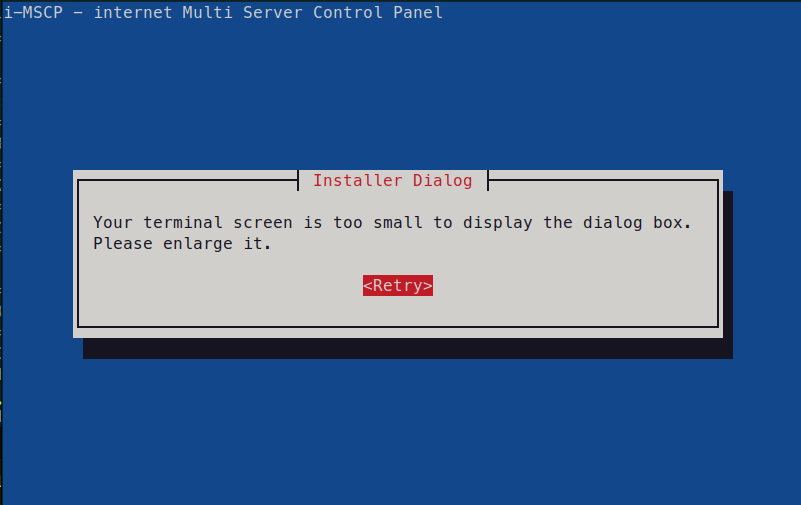 i-MSCP - internet Multi Server Control Panel
Installer Dialog
Your terminal screen is too small to display the dialog box.
Please enlarge it.
<Retry>